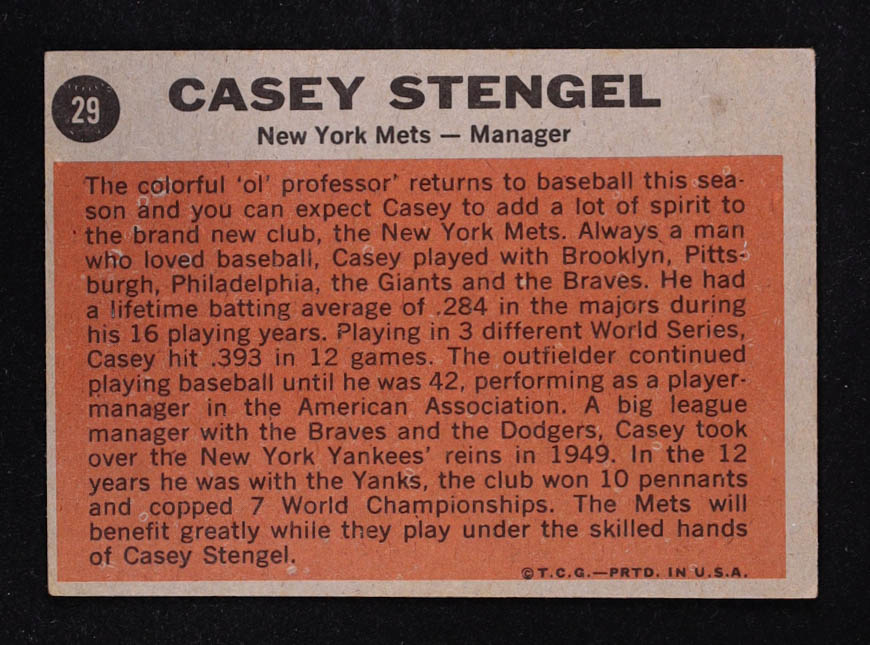 29
CASEY STENGEL
New York Mets — Manager
The colorful 'ol' professor' returns to baseball this sea-
son and you can expect Casey to add a lot of spirit to
the brand new club, the New York Mets. Always a man
who loved baseball, Casey played with Brooklyn, Pitts-
burgh, Philadelphia, the Giants and the Braves. He had
a lifetime batting average of .284 in the majors during
his 16 playing years. Playing in 3 different World Series,
Casey hit .393 in 12 games. The outfielder continued
playing baseball until he was 42, performing as a player-
manager in the American Association. A big league
manager with the Braves and the Dodgers, Casey took
over the New York Yankees' reins in 1949. In the 12
years he was with the Yanks, the club won 10 pennants
and copped 7 World Championships. The Mets will
benefit greatly while they play under the skilled hands
of Casey Stengel.
©T.C.G.—PRTD. IN U.S.A.